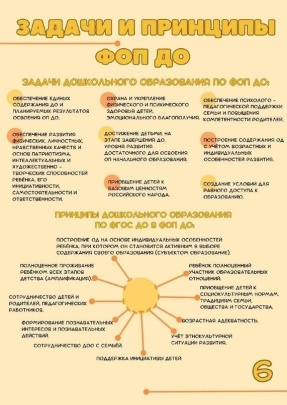 ЗАДАЧИ И ПРИНЦИПЫ
ФОП ДО
ЗАДАЧИ ДОШКОЛЬНОГО ОБРАЗОВАНИЯ ПО ФОП ДО:
ОБЕСПЕЧЕНИЕ ЕДИНЫХ
СОДЕРЖАНИЯ ДО И
ПЛАНИРУЕМЫХ РЕЗУЛЬТАТОВ
ОСВОЕНИЯ ОП ДО.
ОХРАНА И УКРЕПЛЕНИЕ
ФИЗИЧЕСКОГО И ПСИХИЧЕСКОГО
ЗДОРОВЬЯ ДЕТЕЙ,
ЭМОЦИОНАЛЬНОГО БЛАГОПОЛУЧИЯ.
ОБЕСПЕЧЕНИЕ ПСИХОЛОГО -
ПЕДАГОГИЧЕСКОЙ ПОДДЕРЖКИ
СЕМЬИ И ПОВЫШЕНИЯ
КОМПЕТЕНТНОСТИ РОДИТЕЛЕЙ.
ОБЕСПЕЧЕНИЕ РАЗВИТИЯ
ФИЗИЧЕСКИХ, ЛИЧНОСТНЫХ,
НРАВСТВЕННЫХ КАЧЕСТВ И
ОСНОВ ПАТРИОТИЗМА,
ИНТЕЛЛЕКТУАЛЬНЫХ И
ХУДОЖЕСТВЕННО -
ТВОРЧЕСКИХ СПОСОБНОСТЕЙ
РЕБЁНКА, ЕГО
ИНИЦИАТИВЫ,
САМОСТОЯТЕЛЬНОСТИ И
ОТВЕТСТВЕННОСТИ.
ДОСТИЖЕНИЕ ДЕТЬМИ, НА
ЭТАПЕ ЗАВЕРШЕНИЯ ДО,
УРОВНЯ РАЗВИТИЯ,
ДОСТАТОЧНОГО ДЛЯ ОСВОЕНИЯ
ОП НАЧАЛЬНОГО ОБРАЗОВАНИЯ.
ПОСТРОЕНИЕ СОДЕРЖАНИЯ ОД
С УЧЁТОМ ВОЗРАСТНЫХ И
ИНДИВИДУАЛЬНЫХ
ОСОБЕННОСТЕЙ РАЗВИТИЯ.
ПРИОБЩЕНИЕ ДЕТЕЙ К
БАЗОВЫМ ЦЕННОСТЯМ
РОССИЙСКОГО НАРОДА.
СОЗДАНИЕ УСЛОВИЙ ДЛЯ
РАВНОГО ДОСТУПА К
ОБРАЗОВАНИЮ.
ПРИНЦИПЫ ДОШКОЛЬНОГО ОБРАЗОВАНИЯ
ПО ФГОС ДО И ФОП ДО:
ПОСТРОЕНИЕ ОД НА ОСНОВЕ ИНДИВИДУАЛЬНЫЕ ОСОБЕННОСТИ
РЕБЁНКА, ПРИ КОТОРОМ ОН СТАНОВИТСЯ АКТИВНЫМ В ВЫБОРЕ
СОДЕРЖАНИЯ СВОЕГО ОБРАЗОВАНИЯ (СУБЪЕКТОМ ОБРАЗОВАНИЯ).
ПОЛНОЦЕННОЕ ПРОЖИВАНИЕ
РЕБЁНКОМ ВСЕХ ЭТАПОВ
ДЕТСТВА (АМПЛИФИКАЦИЯ).
РЕБЁНОК ПОЛНОЦЕННЫЙ
УЧАСТНИК ОБРАЗОВАТЕЛЬНЫХ
ОТНОШЕНИЙ.
СОТРУДНИЧЕСТВО ДЕТЕЙ И
РОДИТЕЛЕЙ, ПЕДАГОГИЧЕСКИХ
РАБОТНИКОВ.
ПРИОБЩЕНИЕ ДЕТЕЙ К
СОЦИОКУЛЬТУРНЫМ НОРМАМ,
ТРАДИЦИЯМ СЕМЬИ,
ОБЩЕСТВА И ГОСУДАРСТВА.
ФОРМИРОВАНИЕ ПОЗНАВАТЕЛЬНЫХ
ИНТЕРЕСОВ И ПОЗНАВАТЕЛЬНЫХ
ДЕЙСТВИЙ.
ВОЗРАСТНАЯ АДЕКВАТНОСТЬ.
СОТРУДНИЧЕСТВО ДОО С СЕМЬЕЙ.
УЧЁТ ЭТНОКУЛЬТУРНОЙ
СИТУАЦИИ РАЗВИТИЯ.
ПОДДЕРЖКА ИНИЦИАТИВЫ ДЕТЕЙ
6